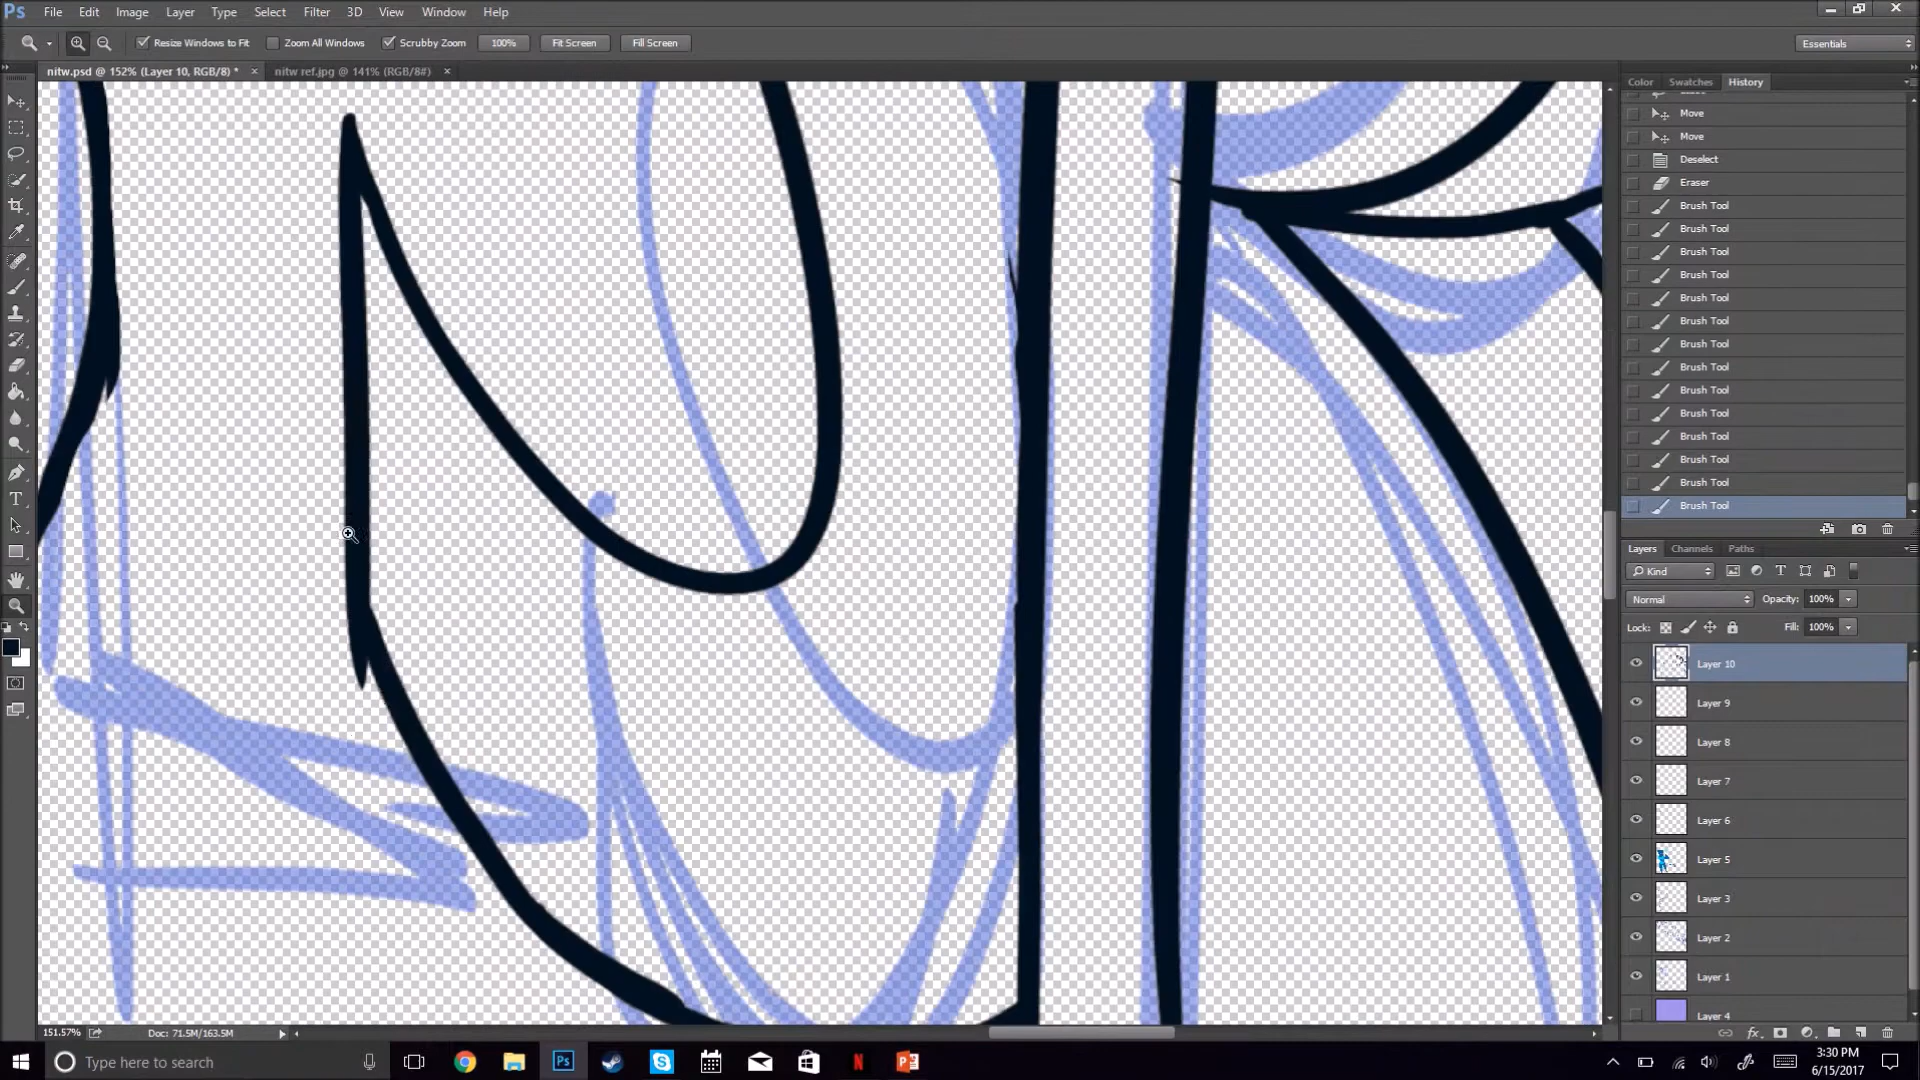 Ps File Edit Image Layer Type Select Filter 3D View Window Help
Resize Windows to Fit Zoom All Windows Scrubby Zoom 100% Fit Screen Fill Screen Essentials
nitw.psd @ 152% (Layer 10, RGB/8) * × nitw ref.jpg @ 141% (RGB/8#) ×
Color Swatches History
Move
Move
Deselect
Eraser
Brush Tool
Brush Tool
Brush Tool
Brush Tool
Brush Tool
Brush Tool
Brush Tool
Brush Tool
Brush Tool
Brush Tool
Brush Tool
Brush Tool
Brush Tool
Brush Tool
Layers Channels Paths
Kind
Normal Opacity: 100%
Lock: Fill: 100%
Layer 10
Layer 9
Layer 8
Layer 7
Layer 6
Layer 5
Layer 3
Layer 2
Layer 1
Layer 4
151.57% Doc: 71.5M/163.5M
Type here to search
3:30 PM
6/15/2017